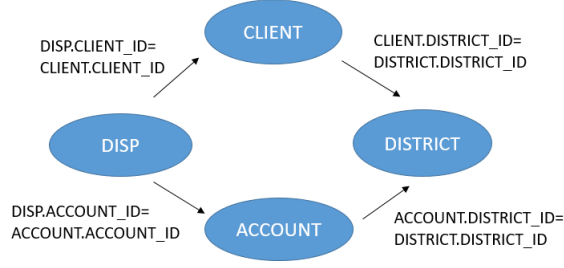 CLIENT
DISP.CLIENT_ID=
CLIENT.CLIENT_ID
CLIENT.DISTRICT_ID=
DISTRICT.DISTRICT_ID
DISP
DISTRICT
DISP.ACCOUNT_ID=
ACCOUNT.ACCOUNT_ID
ACCOUNT
ACCOUNT.DISTRICT_ID=
DISTRICT.DISTRICT_ID